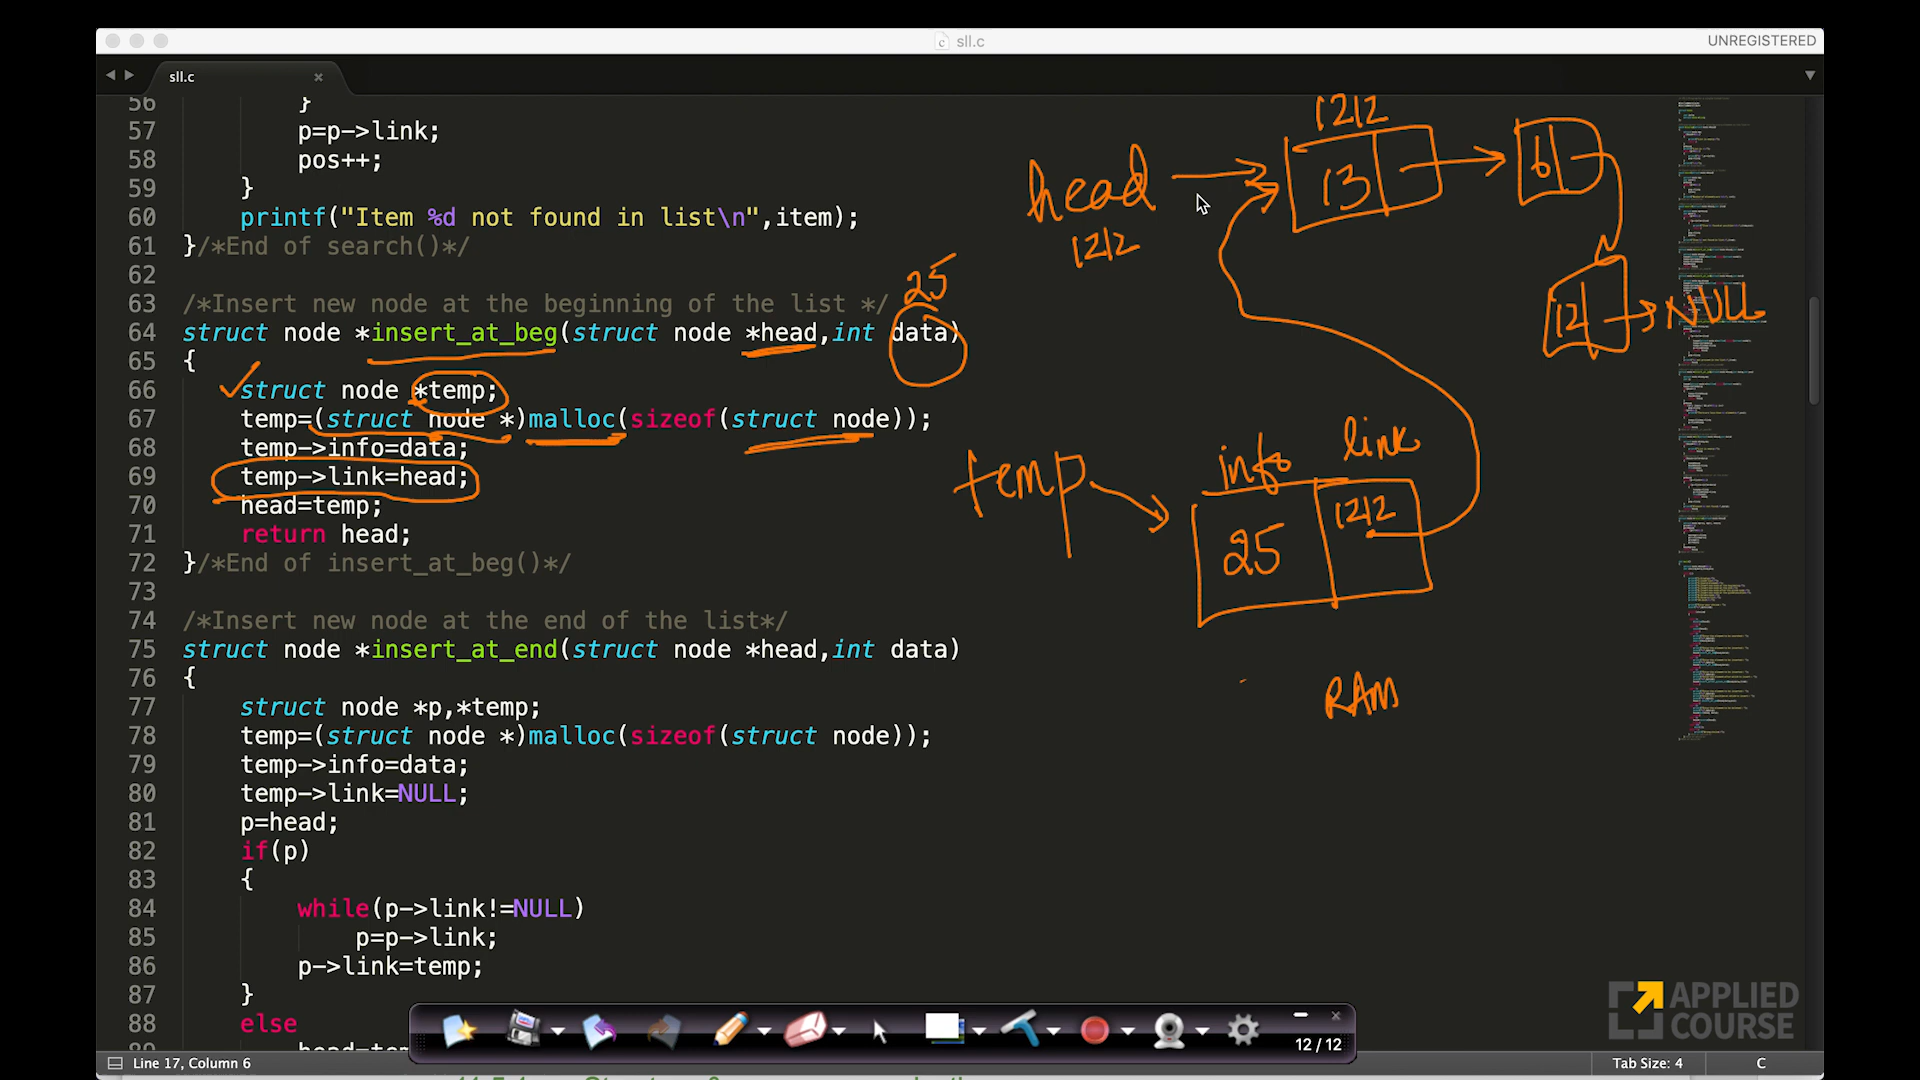 sll.c
UNREGISTERED
sll.c
56 }
57 p=p->link;
58 pos++;
59 }
60 printf("Item %d not found in list\n",item);
61 }/*End of search()*/
62
63 /*Insert new node at the beginning of the list */
64 struct node *insert_at_beg(struct node *head,int data)
65 {
66 struct node *temp;
67 temp=(struct node *)malloc(sizeof(struct node));
68 temp->info=data;
69 temp->link=head;
70 head=temp;
71 return head;
72 }/*End of insert_at_beg()*/
73
74 /*Insert new node at the end of the list*/
75 struct node *insert_at_end(struct node *head,int data)
76 {
77 struct node *p,*temp;
78 temp=(struct node *)malloc(sizeof(struct node));
79 temp->info=data;
80 temp->link=NULL;
81 p=head;
82 if(p)
83 {
84 while(p->link!=NULL)
85 p=p->link;
86 p->link=temp;
87 }
88 else
1212
head 13 6
1212
25
12 NULL
info link
temp
25 1212
RAM
APPLIED
COURSE
12/12
Line 17, Column 6
Tab Size: 4
C